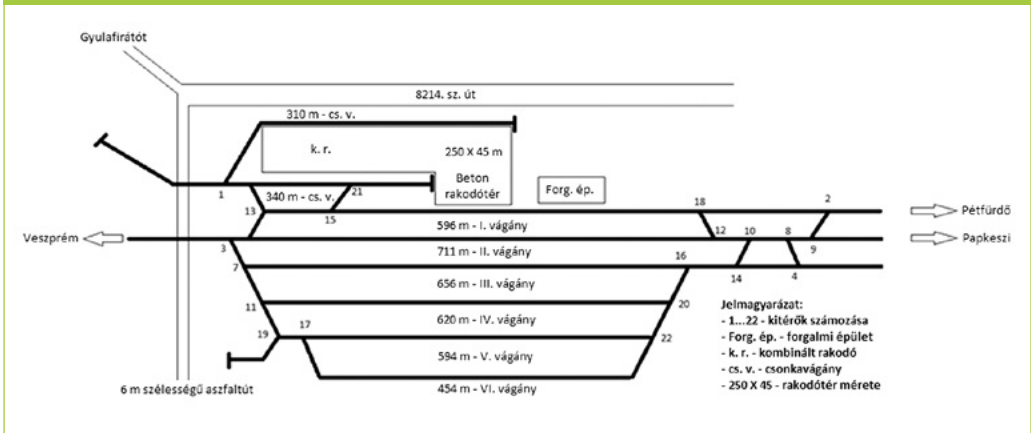 Gyulafirátót
8214. sz. út
310 m - cs. v.
k. r.
250 X 45 m
Beton
rakodótér
Forg. ép.
1
340 m - cs. v.
21
13
15
18
2
596 m - I. vágány
Pétfürdő
Veszprém
3
12
10
8
9
Papkeszi
711 m - II. vágány
7
16
14
4
656 m - III. vágány
11
20
620 m - IV. vágány
19
17
22
594 m - V. vágány
454 m - VI. vágány
6 m szélességű aszfaltút
Jelmagyarázat:
- 1...22 - kitérők számozása
- Forg. ép. - forgalmi épület
- k. r. - kombinált rakodó
- cs. v. - csonkavágány
- 250 X 45 - rakodótér mérete